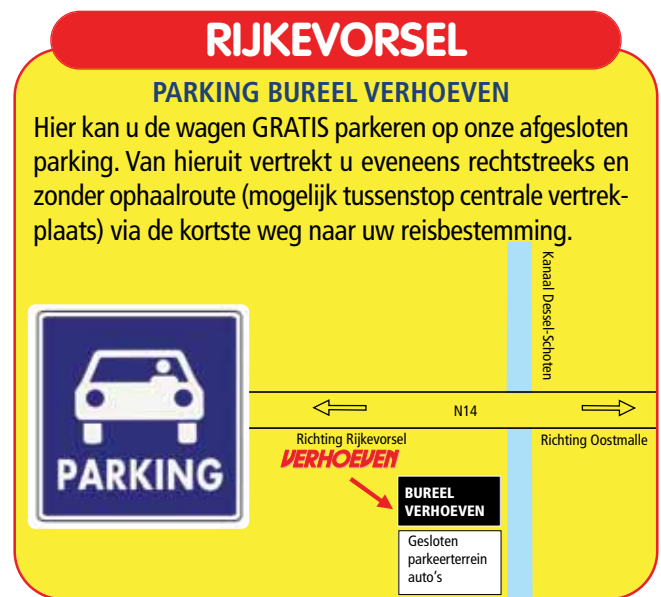 RIJKEVORSEL
PARKING BUREEL VERHOEVEN
Hier kan u de wagen GRATIS parkeren op onze afgesloten
parking. Van hieruit vertrekt u eveneens rechtstreeks en
zonder ophaalroute (mogelijk tussenstop centrale vertrek-
plaats) via de kortste weg naar uw reisbestemming.
Kanaal Dessel-Schoten
N14
Richting Rijkevorsel
Richting Oostmalle
VERHOEVEN
PARKING
BUREEL
VERHOEVEN
Gesloten
parkeerterrein
auto's